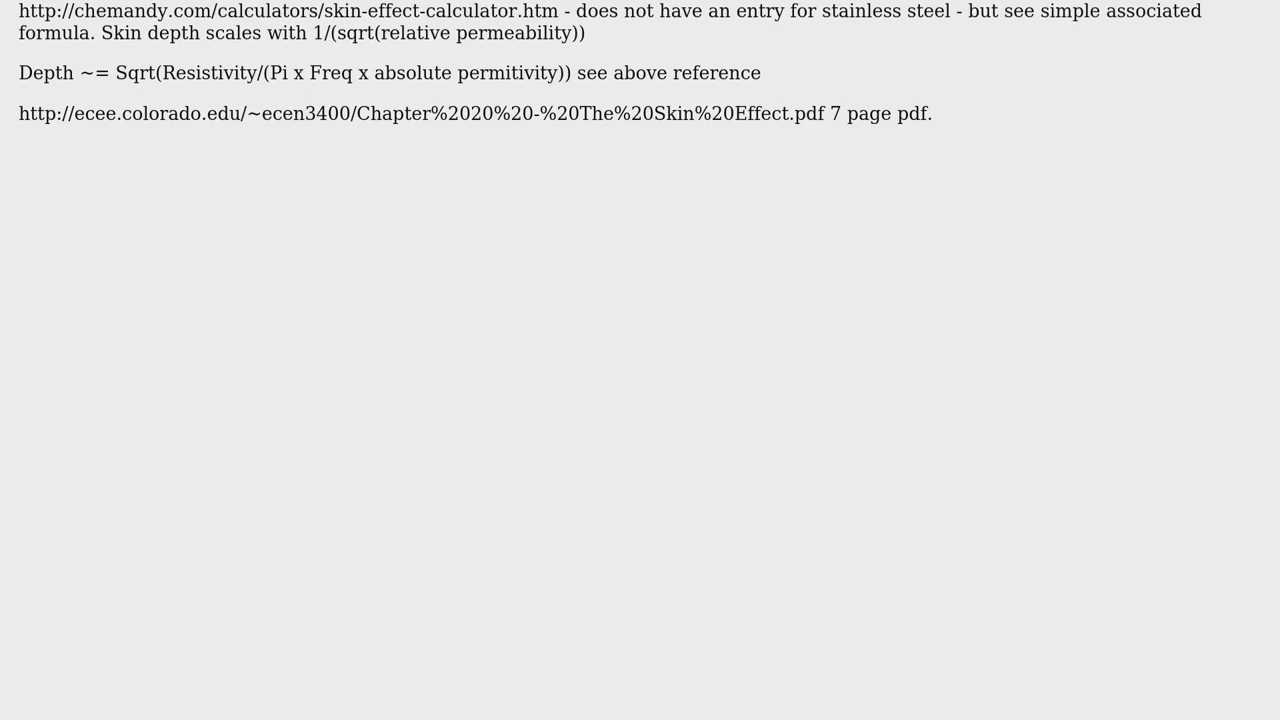 http://chemandy.com/calculators/skin-effect-calculator.htm - does not have an entry for stainless steel - but see simple associated
formula. Skin depth scales with 1/(sqrt(relative permeability))
Depth ~= Sqrt(Resistivity/(Pi x Freq x absolute permitivity)) see above reference
http://ecee.colorado.edu/~ecen3400/Chapter%2020%20-%20The%20Skin%20Effect.pdf 7 page pdf.